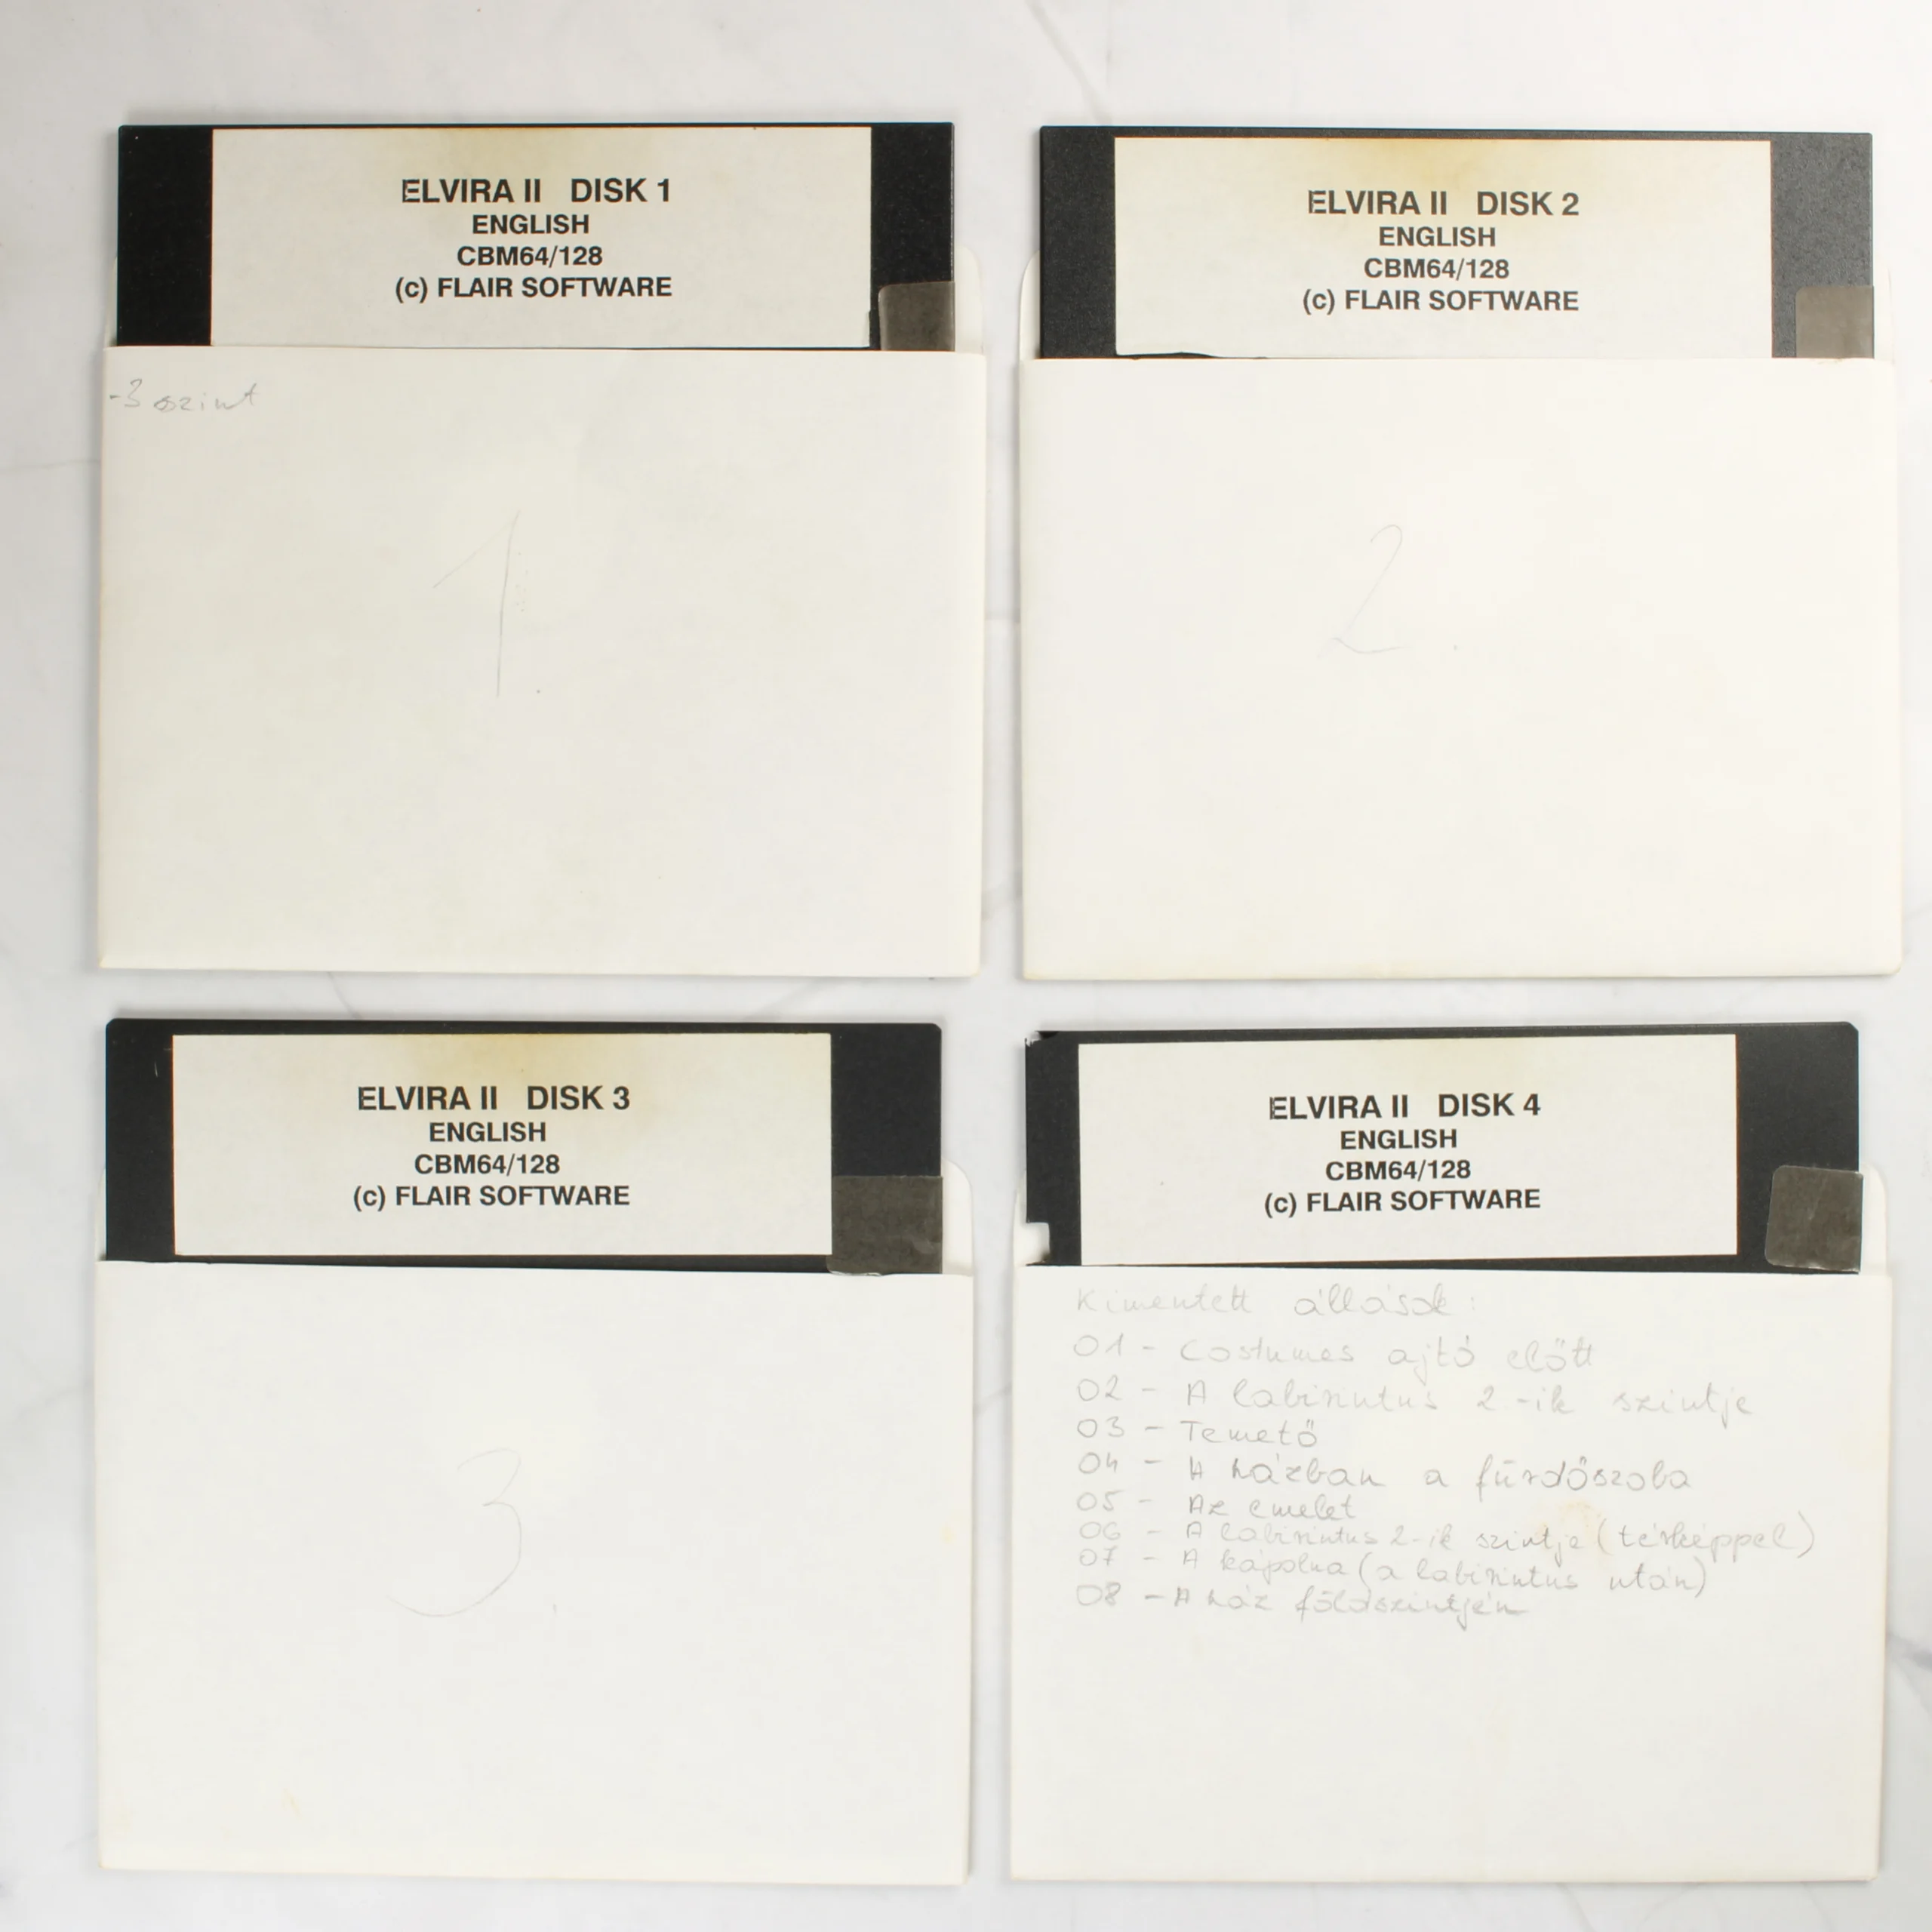 ELVIRA II DISK 1
ENGLISH
CBM64/128
(c) FLAIR SOFTWARE
-3 szint
1.
ELVIRA II DISK 2
ENGLISH
CBM64/128
(c) FLAIR SOFTWARE
2.
ELVIRA II DISK 3
ENGLISH
CBM64/128
(c) FLAIR SOFTWARE
3.
ELVIRA II DISK 4
ENGLISH
CBM64/128
(c) FLAIR SOFTWARE
Kimentett állások:
01 - Costumes ajtó előtt
02 - A labirintus 2.-ik szintje
03 - Temető
04 - A házban a fürdőszoba
05 - Az emelet
06 - A labirintus 2-ik szintje (térképpel)
07 - A kápolna (a labirintus után)
08 - A ház földszintjén